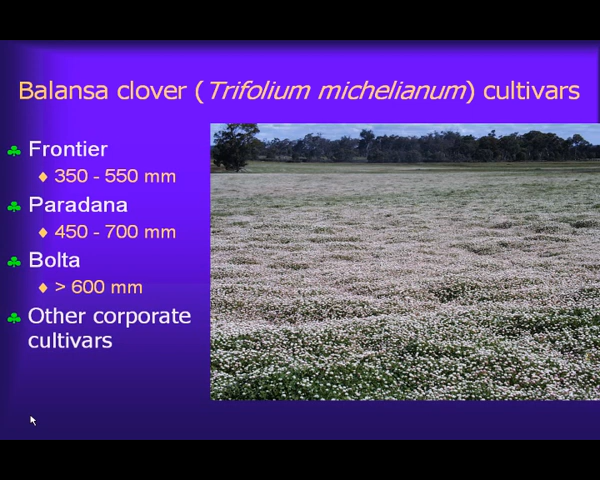 Balansa clover (Trifolium michelianum) cultivars
Frontier
350 - 550 mm
Paradana
450 - 700 mm
Bolta
> 600 mm
Other corporate
cultivars